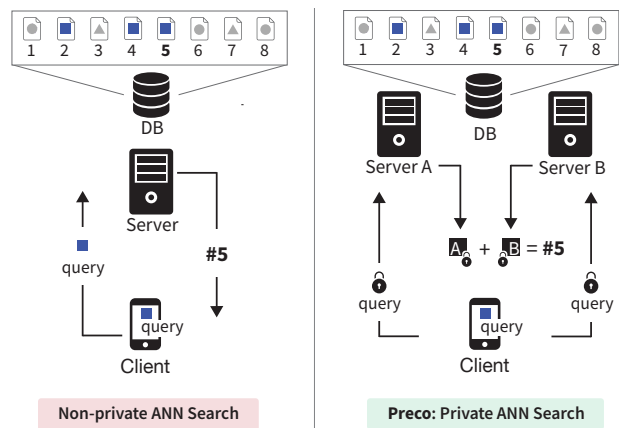 1 2 3 4 5 6 7 8
DB
Server
#5
query
query
Client
Non-private ANN Search
1 2 3 4 5 6 7 8
DB
Server A
Server B
A + B = #5
query
query
query
Client
Preco: Private ANN Search